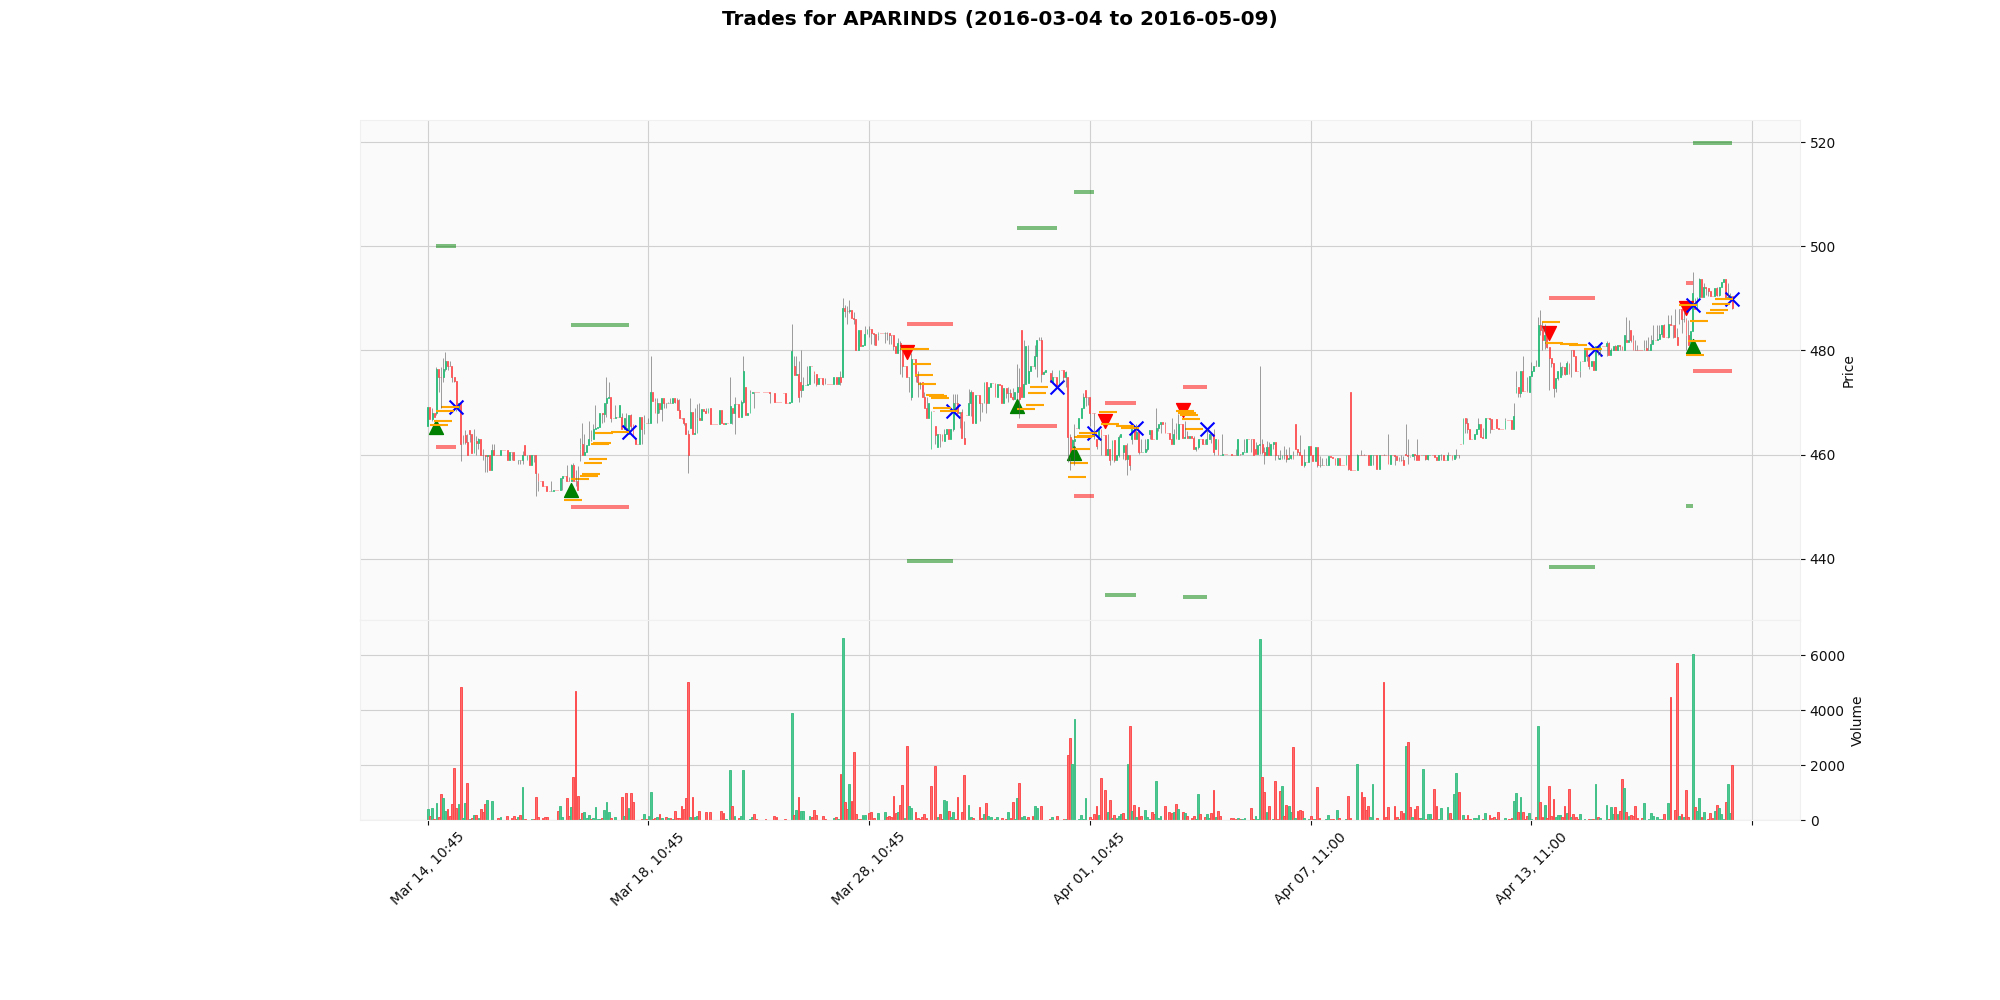 Trades for APARINDS (2016-03-04 to 2016-05-09)
520
500
480
460
440
Price
6000
4000
2000
0
Volume
Mar 14, 10:45
Mar 18, 10:45
Mar 28, 10:45
Apr 01, 10:45
Apr 07, 11:00
Apr 13, 11:00